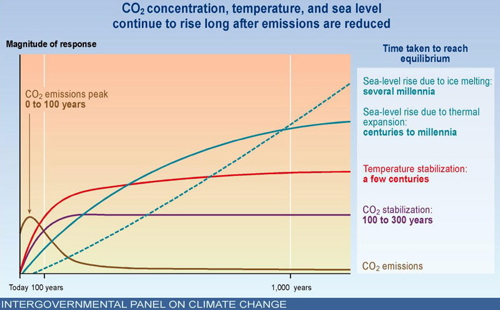 CO2 concentration, temperature, and sea level
continue to rise long after emissions are reduced
Magnitude of response
Time taken to reach
equilibrium
CO2 emissions peak
0 to 100 years
Sea-level rise due to ice melting:
several millennia
Sea-level rise due to thermal
expansion:
centuries to millennia
Temperature stabilization:
a few centuries
CO2 stabilization:
100 to 300 years
CO2 emissions
Today 100 years
1,000 years
INTERGOVERNMENTAL PANEL ON CLIMATE CHANGE